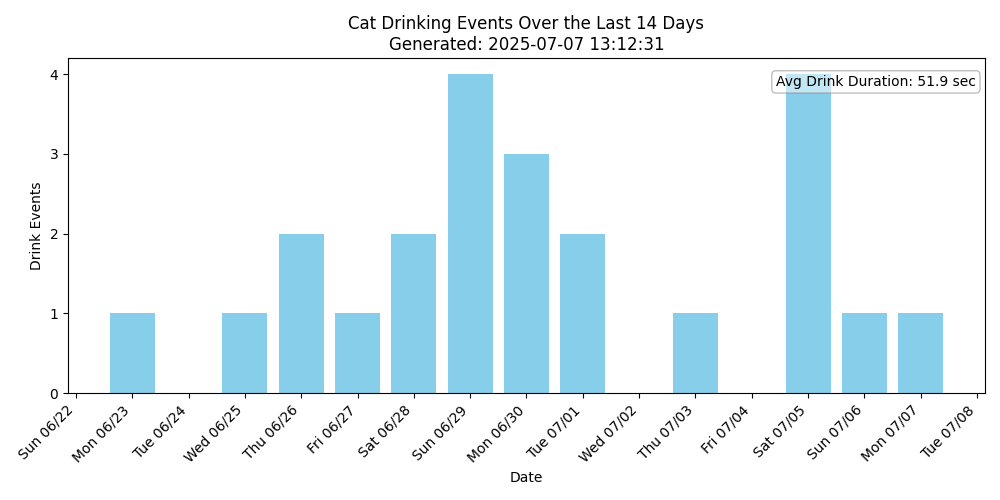 Cat Drinking Events Over the Last 14 Days
Generated: 2025-07-07 13:12:31
Avg Drink Duration: 51.9 sec
Drink Events
4
3
2
1
0
Sun 06/22
Mon 06/23
Tue 06/24
Wed 06/25
Thu 06/26
Fri 06/27
Sat 06/28
Sun 06/29
Mon 06/30
Tue 07/01
Wed 07/02
Thu 07/03
Fri 07/04
Sat 07/05
Sun 07/06
Mon 07/07
Tue 07/08
Date